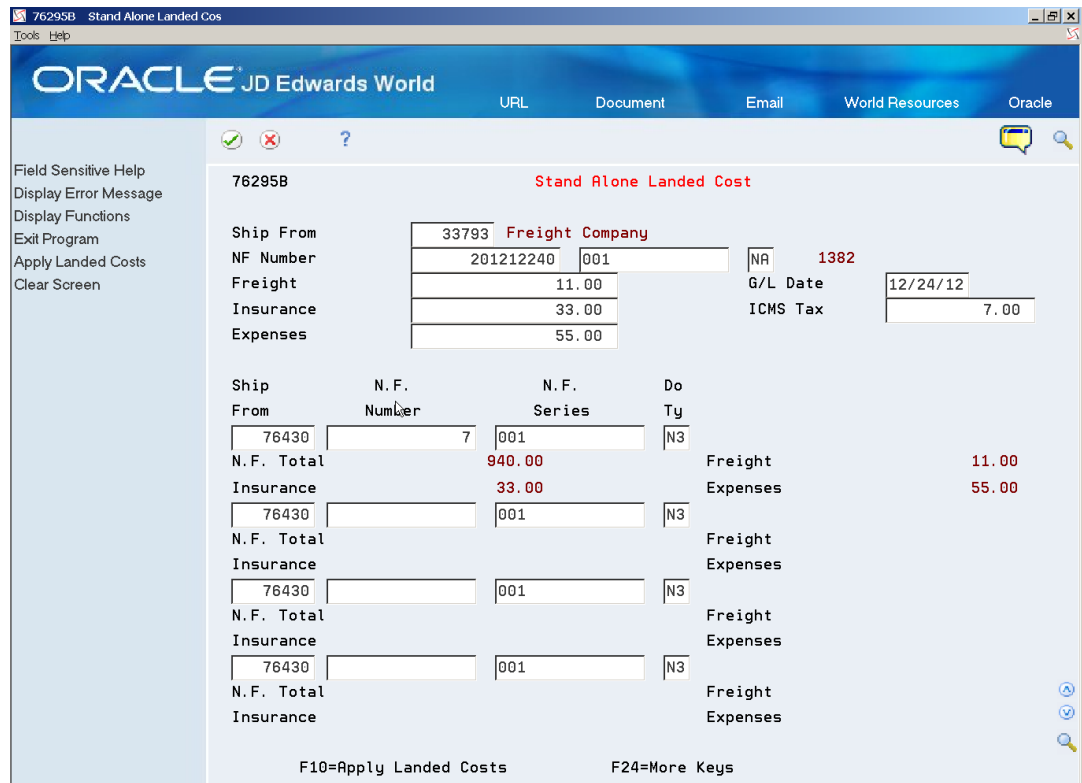 76295B Stand Alone Landed Cos
Tools Help
ORACLE JD Edwards World
URL Document Email World Resources Oracle
?
Field Sensitive Help
Display Error Message
Display Functions
Exit Program
Apply Landed Costs
Clear Screen
76295B Stand Alone Landed Cost
Ship From 33793 Freight Company
NF Number 201212240 001 NA 1382
Freight 11.00 G/L Date 12/24/12
Insurance 33.00 ICMS Tax 7.00
Expenses 55.00
Ship N.F. N.F. Do
From Number Series Ty
76430 7 001 N3
N.F. Total 940.00 Freight 11.00
Insurance 33.00 Expenses 55.00
76430 001 N3
N.F. Total Freight
Insurance Expenses
76430 001 N3
N.F. Total Freight
Insurance Expenses
76430 001 N3
N.F. Total Freight
Insurance Expenses
F10=Apply Landed Costs F24=More Keys